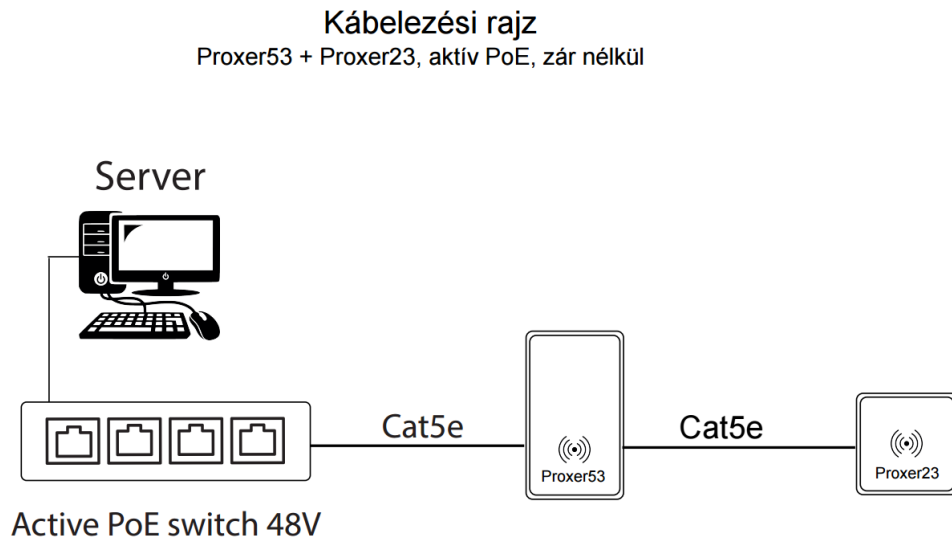 Kábelezési rajz
Proxer53 + Proxer23, aktív PoE, zár nélkül
Server
Cat5e
Cat5e
Proxer53
Proxer23
Active PoE switch 48V